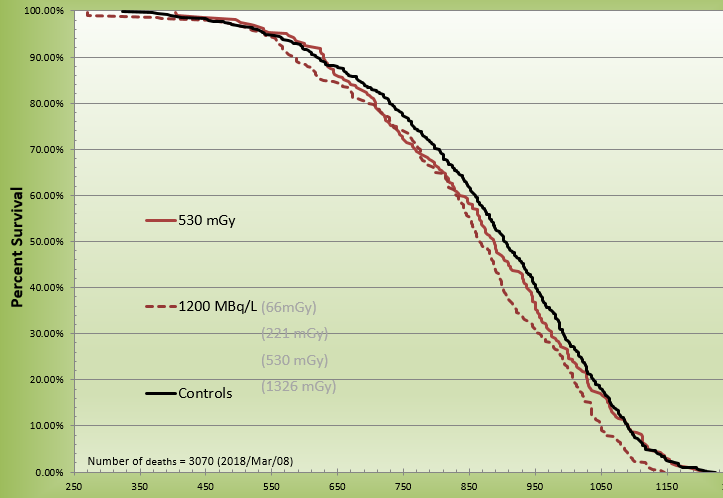 100.00%
90.00%
80.00%
70.00%
60.00%
50.00%
40.00%
30.00%
20.00%
10.00%
0.00%
Percent Survival
530 mGy
1200 MBq/L (66mGy)
(221 mGy)
(530 mGy)
(1326 mGy)
Controls
Number of deaths = 3070 (2018/Mar/08)
250 350 450 550 650 750 850 950 1050 1150